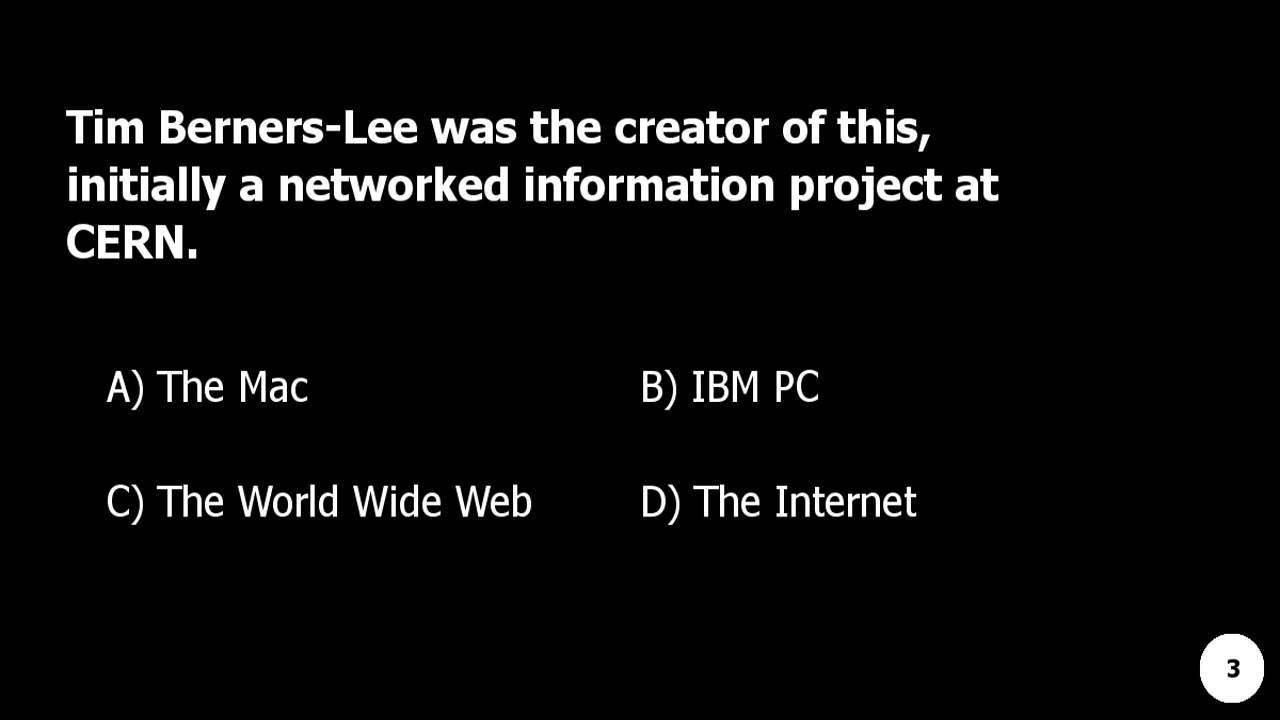 Tim Berners-Lee was the creator of this,
initially a networked information project at
CERN.
A) The Mac
B) IBM PC
C) The World Wide Web
D) The Internet
3